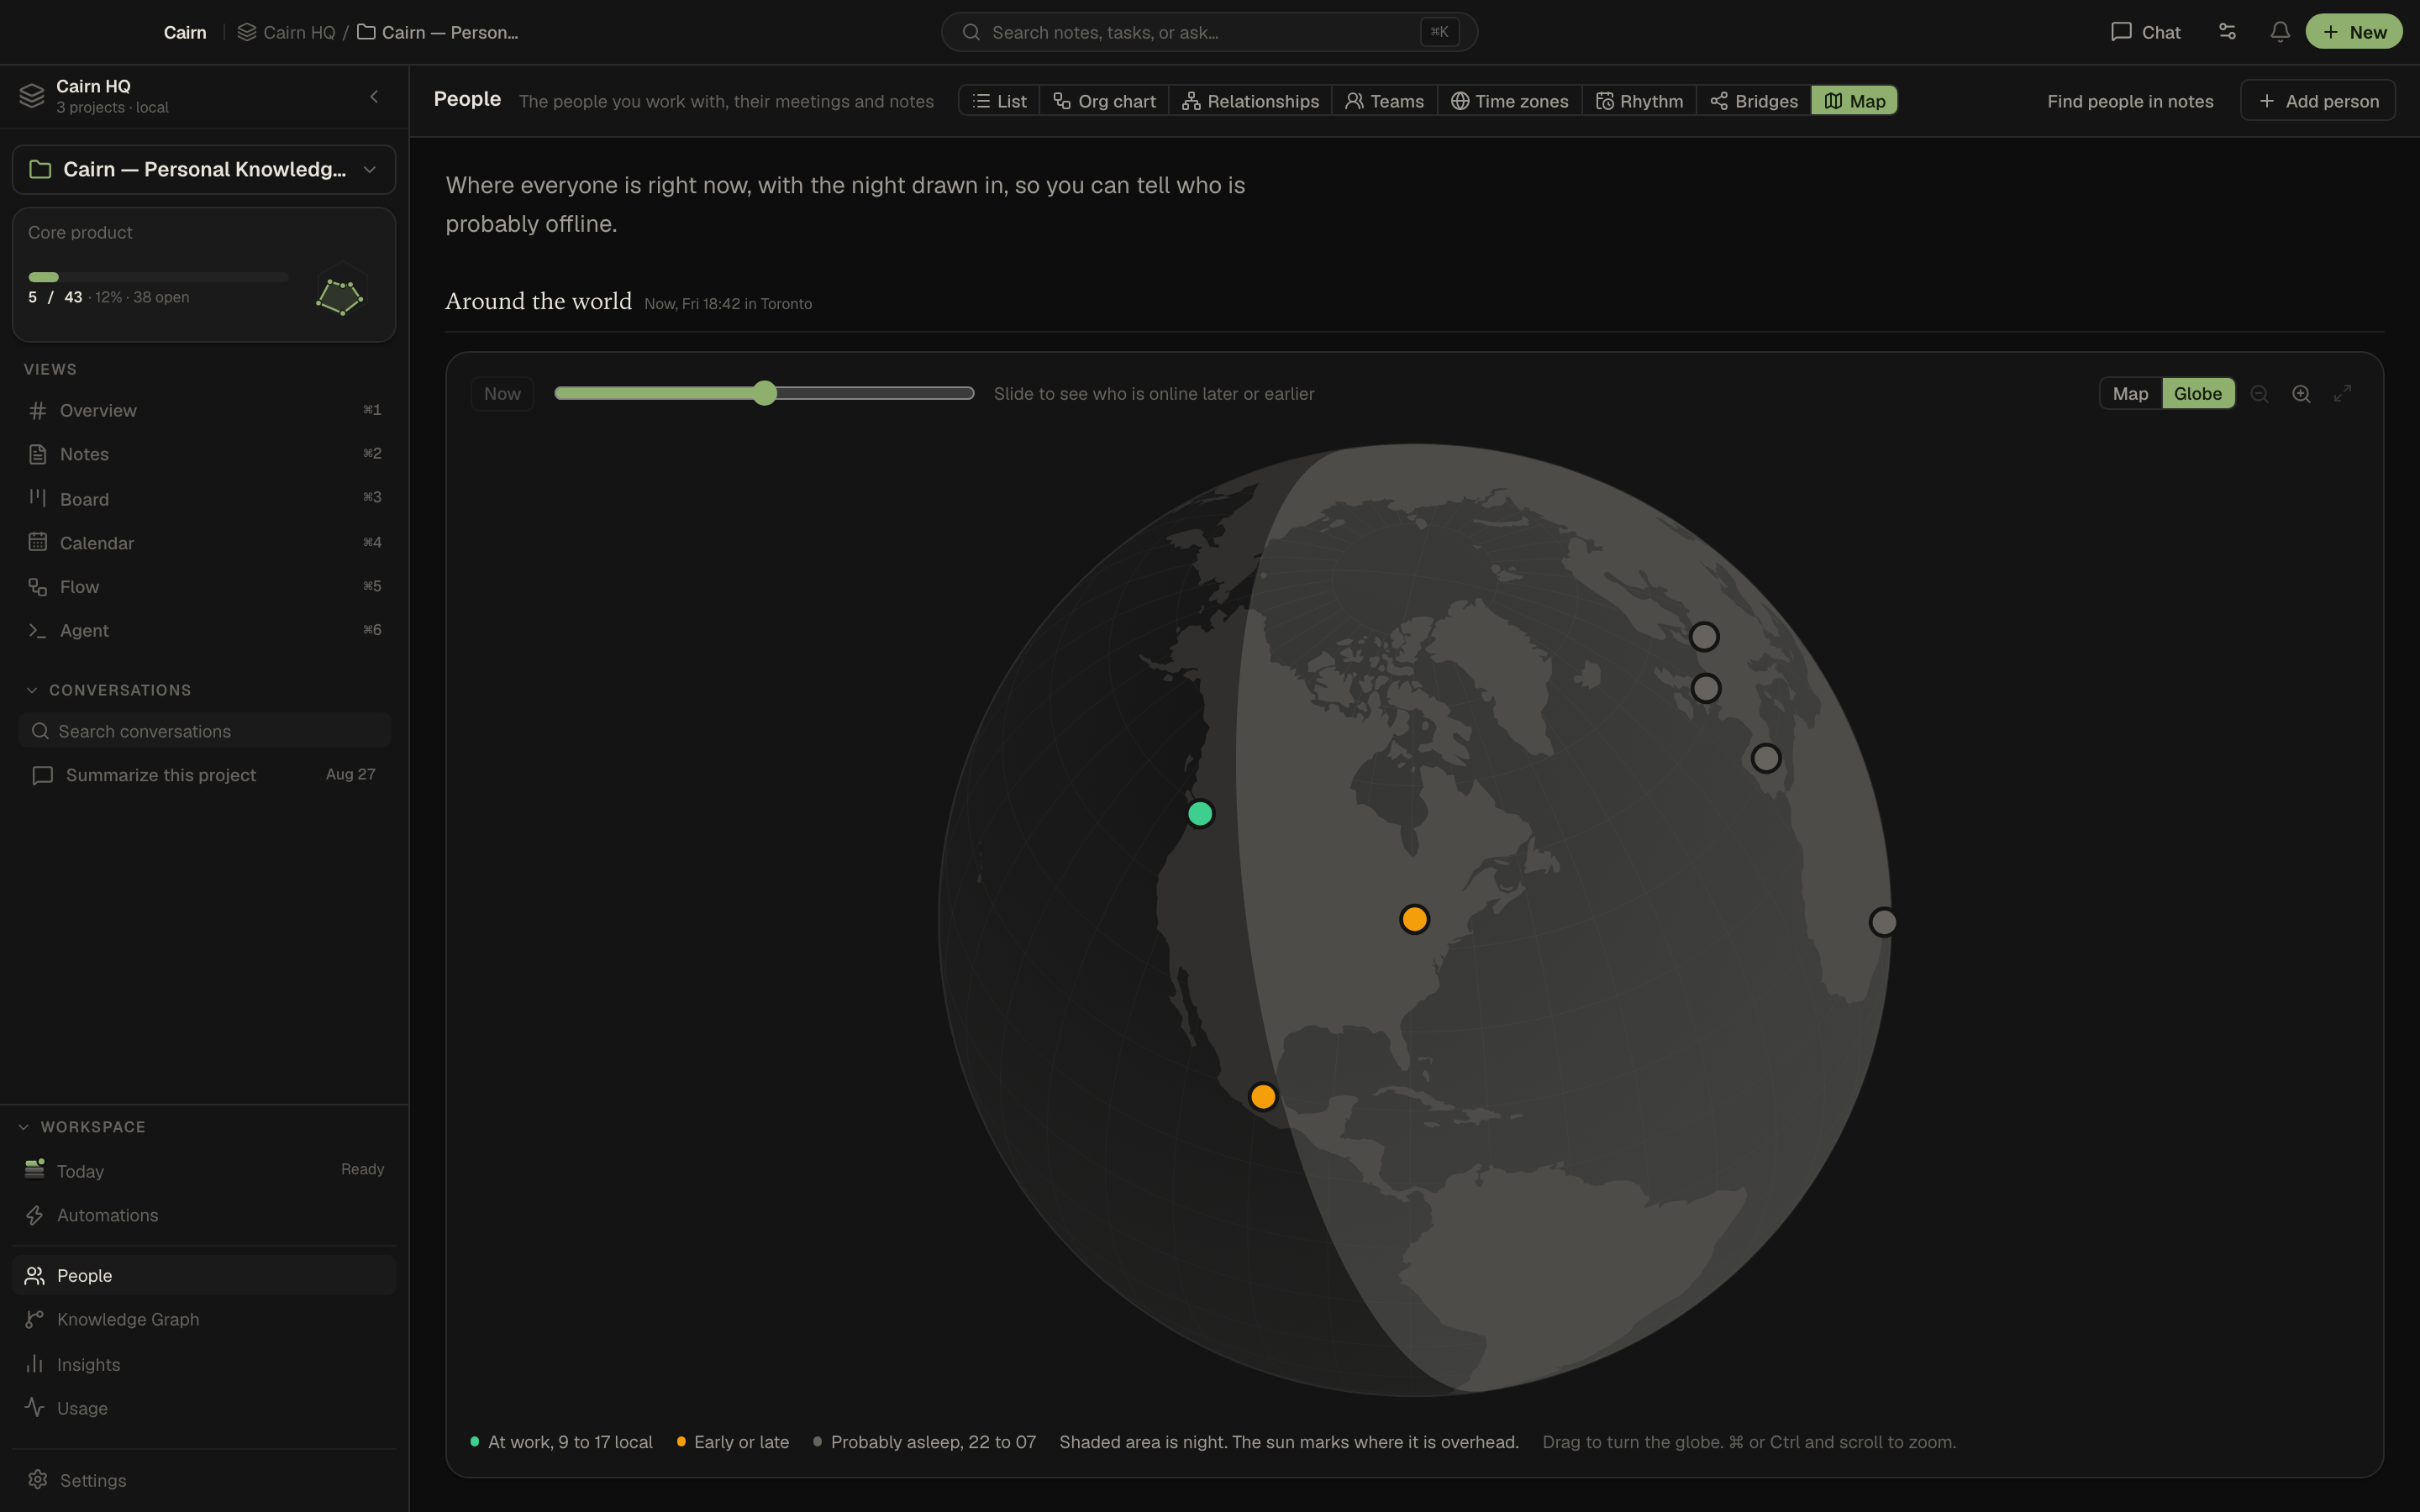 Cairn
Cairn HQ / Cairn — Person...
Search notes, tasks, or ask... ⌘K
Chat
New
Cairn HQ
3 projects · local
Cairn — Personal Knowledg...
Core product
5 / 43 · 12% · 38 open
VIEWS
Overview ⌘1
Notes ⌘2
Board ⌘3
Calendar ⌘4
Flow ⌘5
Agent ⌘6
CONVERSATIONS
Search conversations
Summarize this project Aug 27
WORKSPACE
Today Ready
Automations
People
Knowledge Graph
Insights
Usage
Settings
People The people you work with, their meetings and notes
List Org chart Relationships Teams Time zones Rhythm Bridges Map
Find people in notes
Add person
Where everyone is right now, with the night drawn in, so you can tell who is
probably offline.
Around the world Now, Fri 18:42 in Toronto
Now Slide to see who is online later or earlier
Map Globe
At work, 9 to 17 local Early or late Probably asleep, 22 to 07 Shaded area is night. The sun marks where it is overhead. Drag to turn the globe. ⌘ or Ctrl and scroll to zoom.